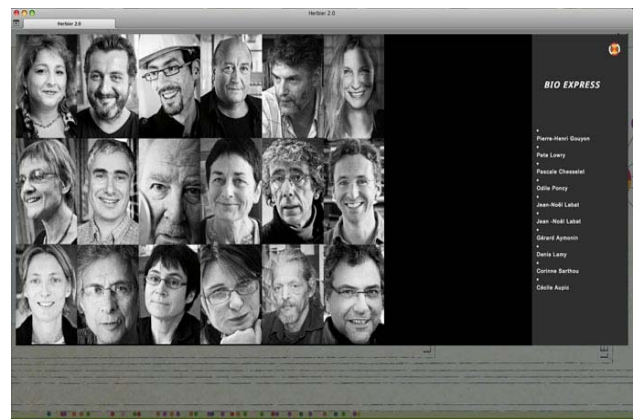 Herbier 2.0
Herbier 2.0
BIO EXPRESS
Pierre-Henri Gouyon
Pete Lowry
Pascale Chesselet
Odile Poncy
Jean-Noël Labat
Jean -Noël Labat
Gérard Aymonin
Denis Lamy
Corinne Sarthou
Cécile Aupic